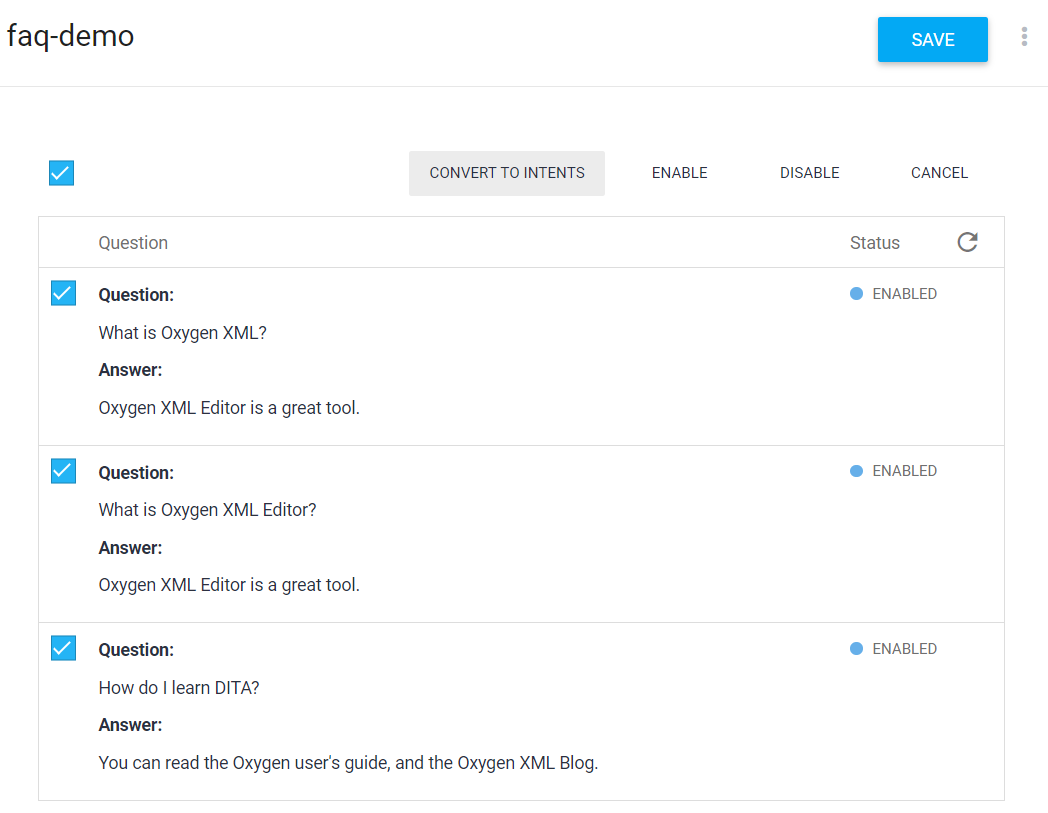 faq-demo
SAVE
CONVERT TO INTENTS ENABLE DISABLE CANCEL
Question Status
Question: ENABLED
What is Oxygen XML?
Answer:
Oxygen XML Editor is a great tool.
Question: ENABLED
What is Oxygen XML Editor?
Answer:
Oxygen XML Editor is a great tool.
Question: ENABLED
How do I learn DITA?
Answer:
You can read the Oxygen user's guide, and the Oxygen XML Blog.